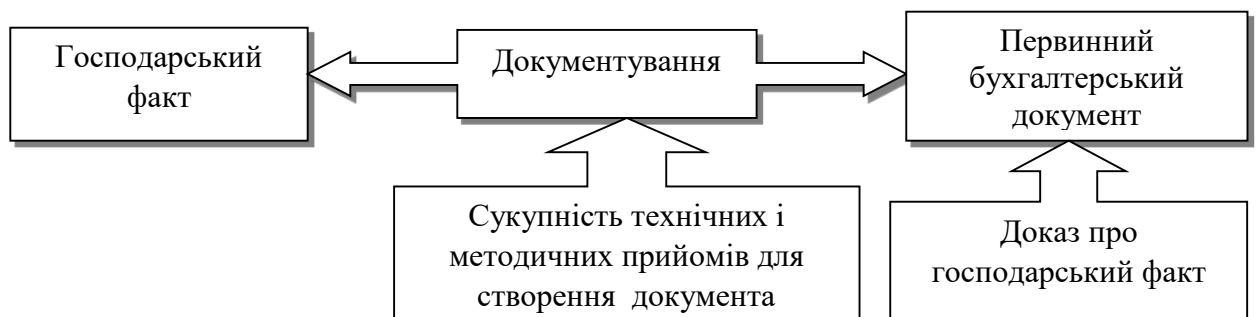 Господарський
факт
Документування
Первинний
бухгалтерський
документ
Сукупність технічних і
методичних прийомів для
створення документа
Доказ про
господарський факт